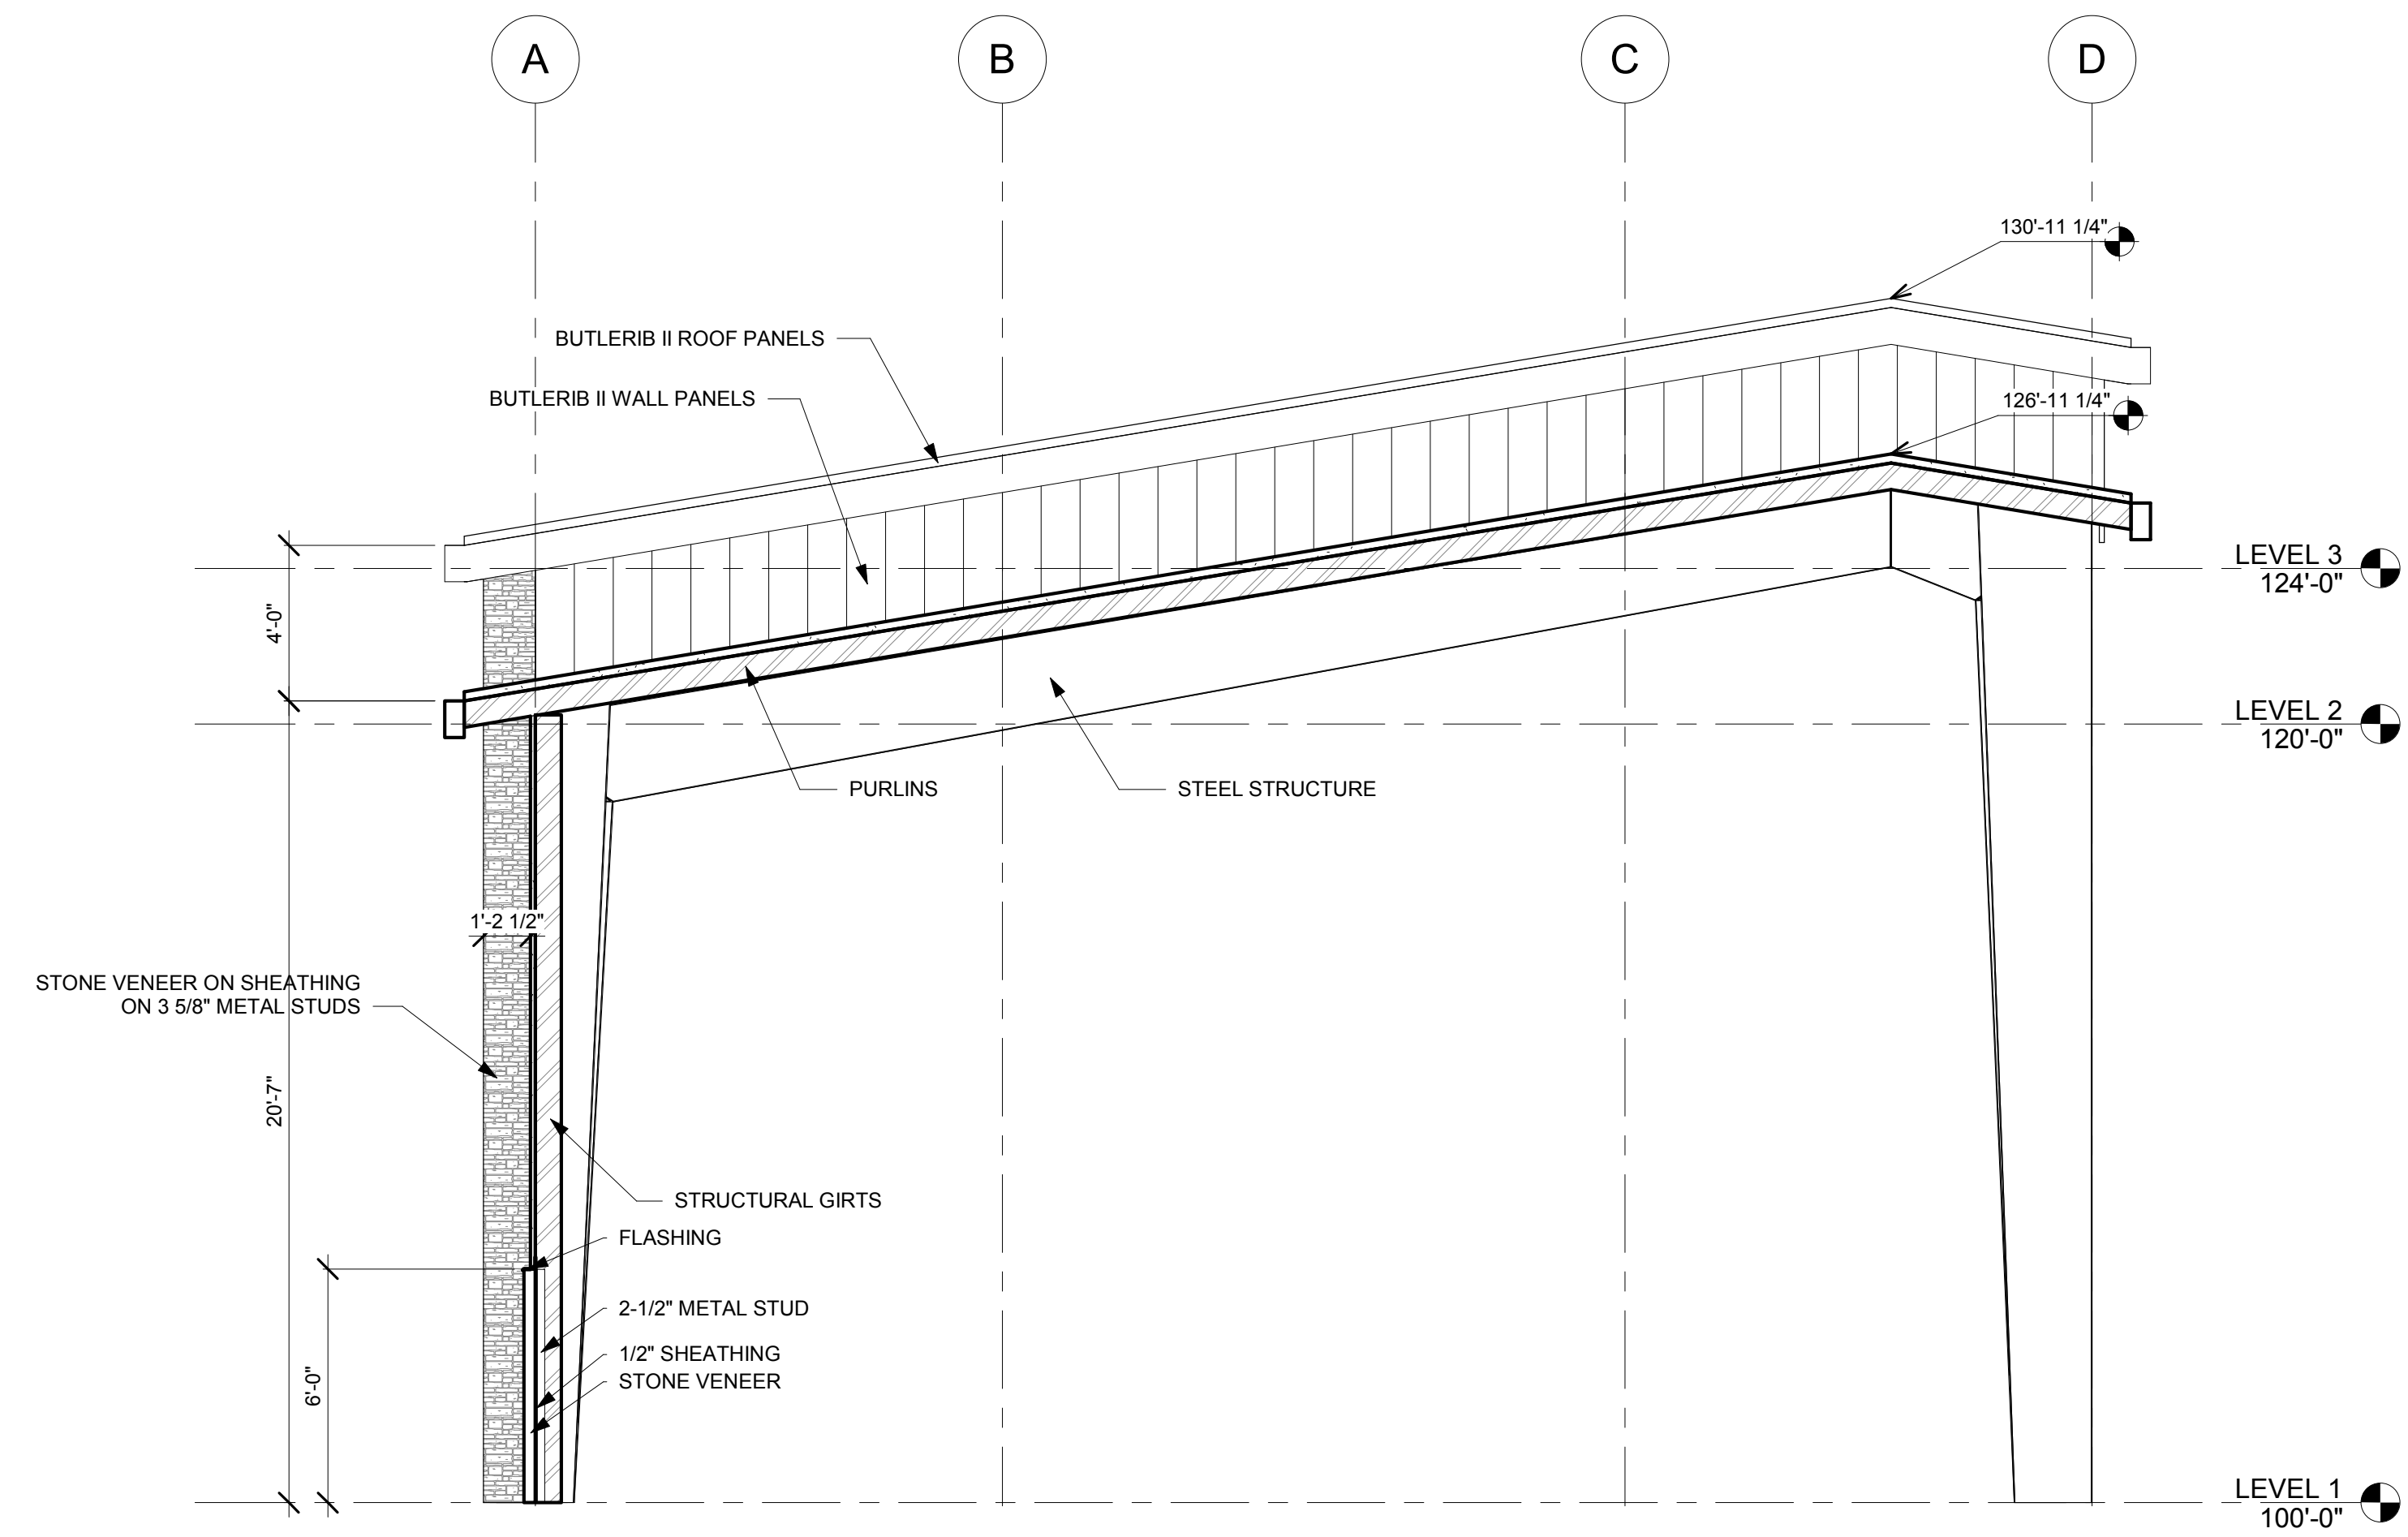 A
B
C
D
130'-11 1/4"
BUTLERIB II ROOF PANELS
BUTLERIB II WALL PANELS
126'-11 1/4"
LEVEL 3
124'-0"
4'-0"
LEVEL 2
120'-0"
PURLINS
STEEL STRUCTURE
1'-2 1/2"
STONE VENEER ON SHEATHING
ON 3 5/8" METAL STUDS
20'-7"
STRUCTURAL GIRTS
FLASHING
2-1/2" METAL STUD
1/2" SHEATHING
STONE VENEER
6'-0"
LEVEL 1
100'-0"